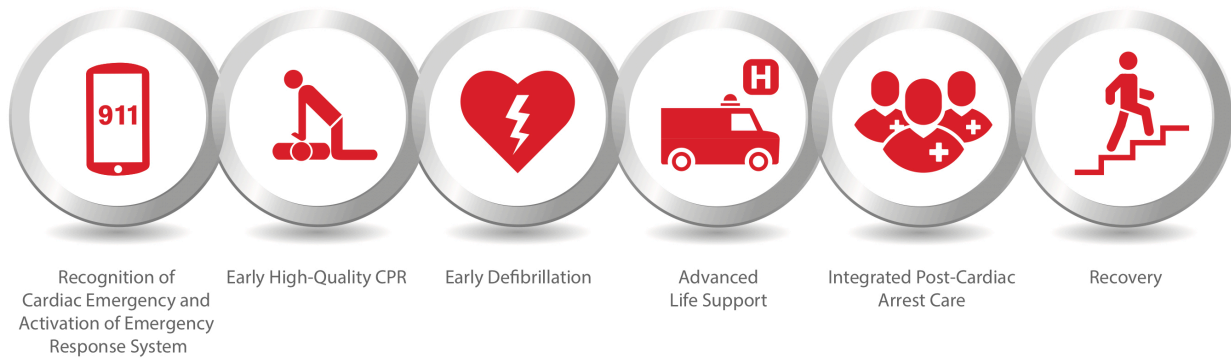 911
H
Recognition of
Cardiac Emergency and
Activation of Emergency
Response System
Early High-Quality CPR
Early Defibrillation
Advanced
Life Support
Integrated Post-Cardiac
Arrest Care
Recovery